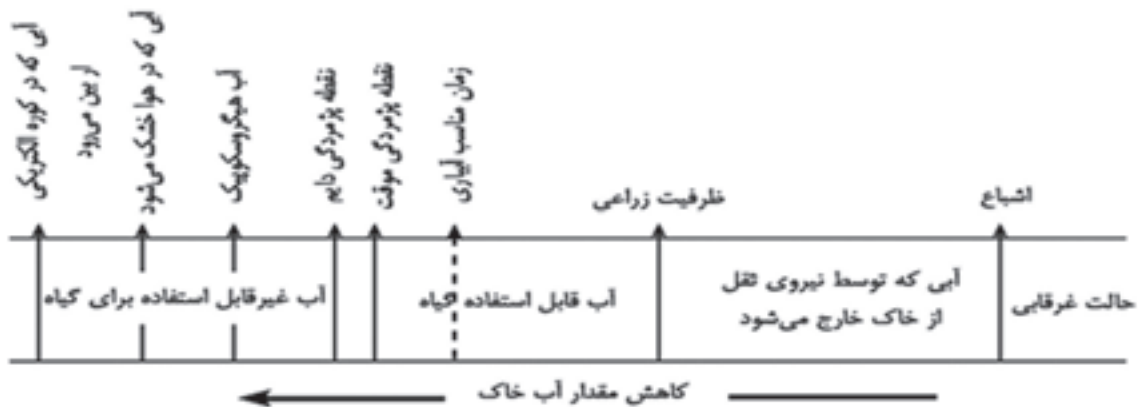 اشباع
ظرفیت زراعی
زمان مناسب آبیاری
نقطه پژمردگی موقت
نقطه پژمردگی دایم
آب هیگروسکوپیک
آبی که در هوا خشک می‌شود
آبی که در کوره الکتریکی
از بین می‌رود
حالت غرقابی
آبی که توسط نیروی ثقل
از خاک خارج می‌شود
آب قابل استفاده گیاه
آب غیرقابل استفاده برای گیاه
کاهش مقدار آب خاک